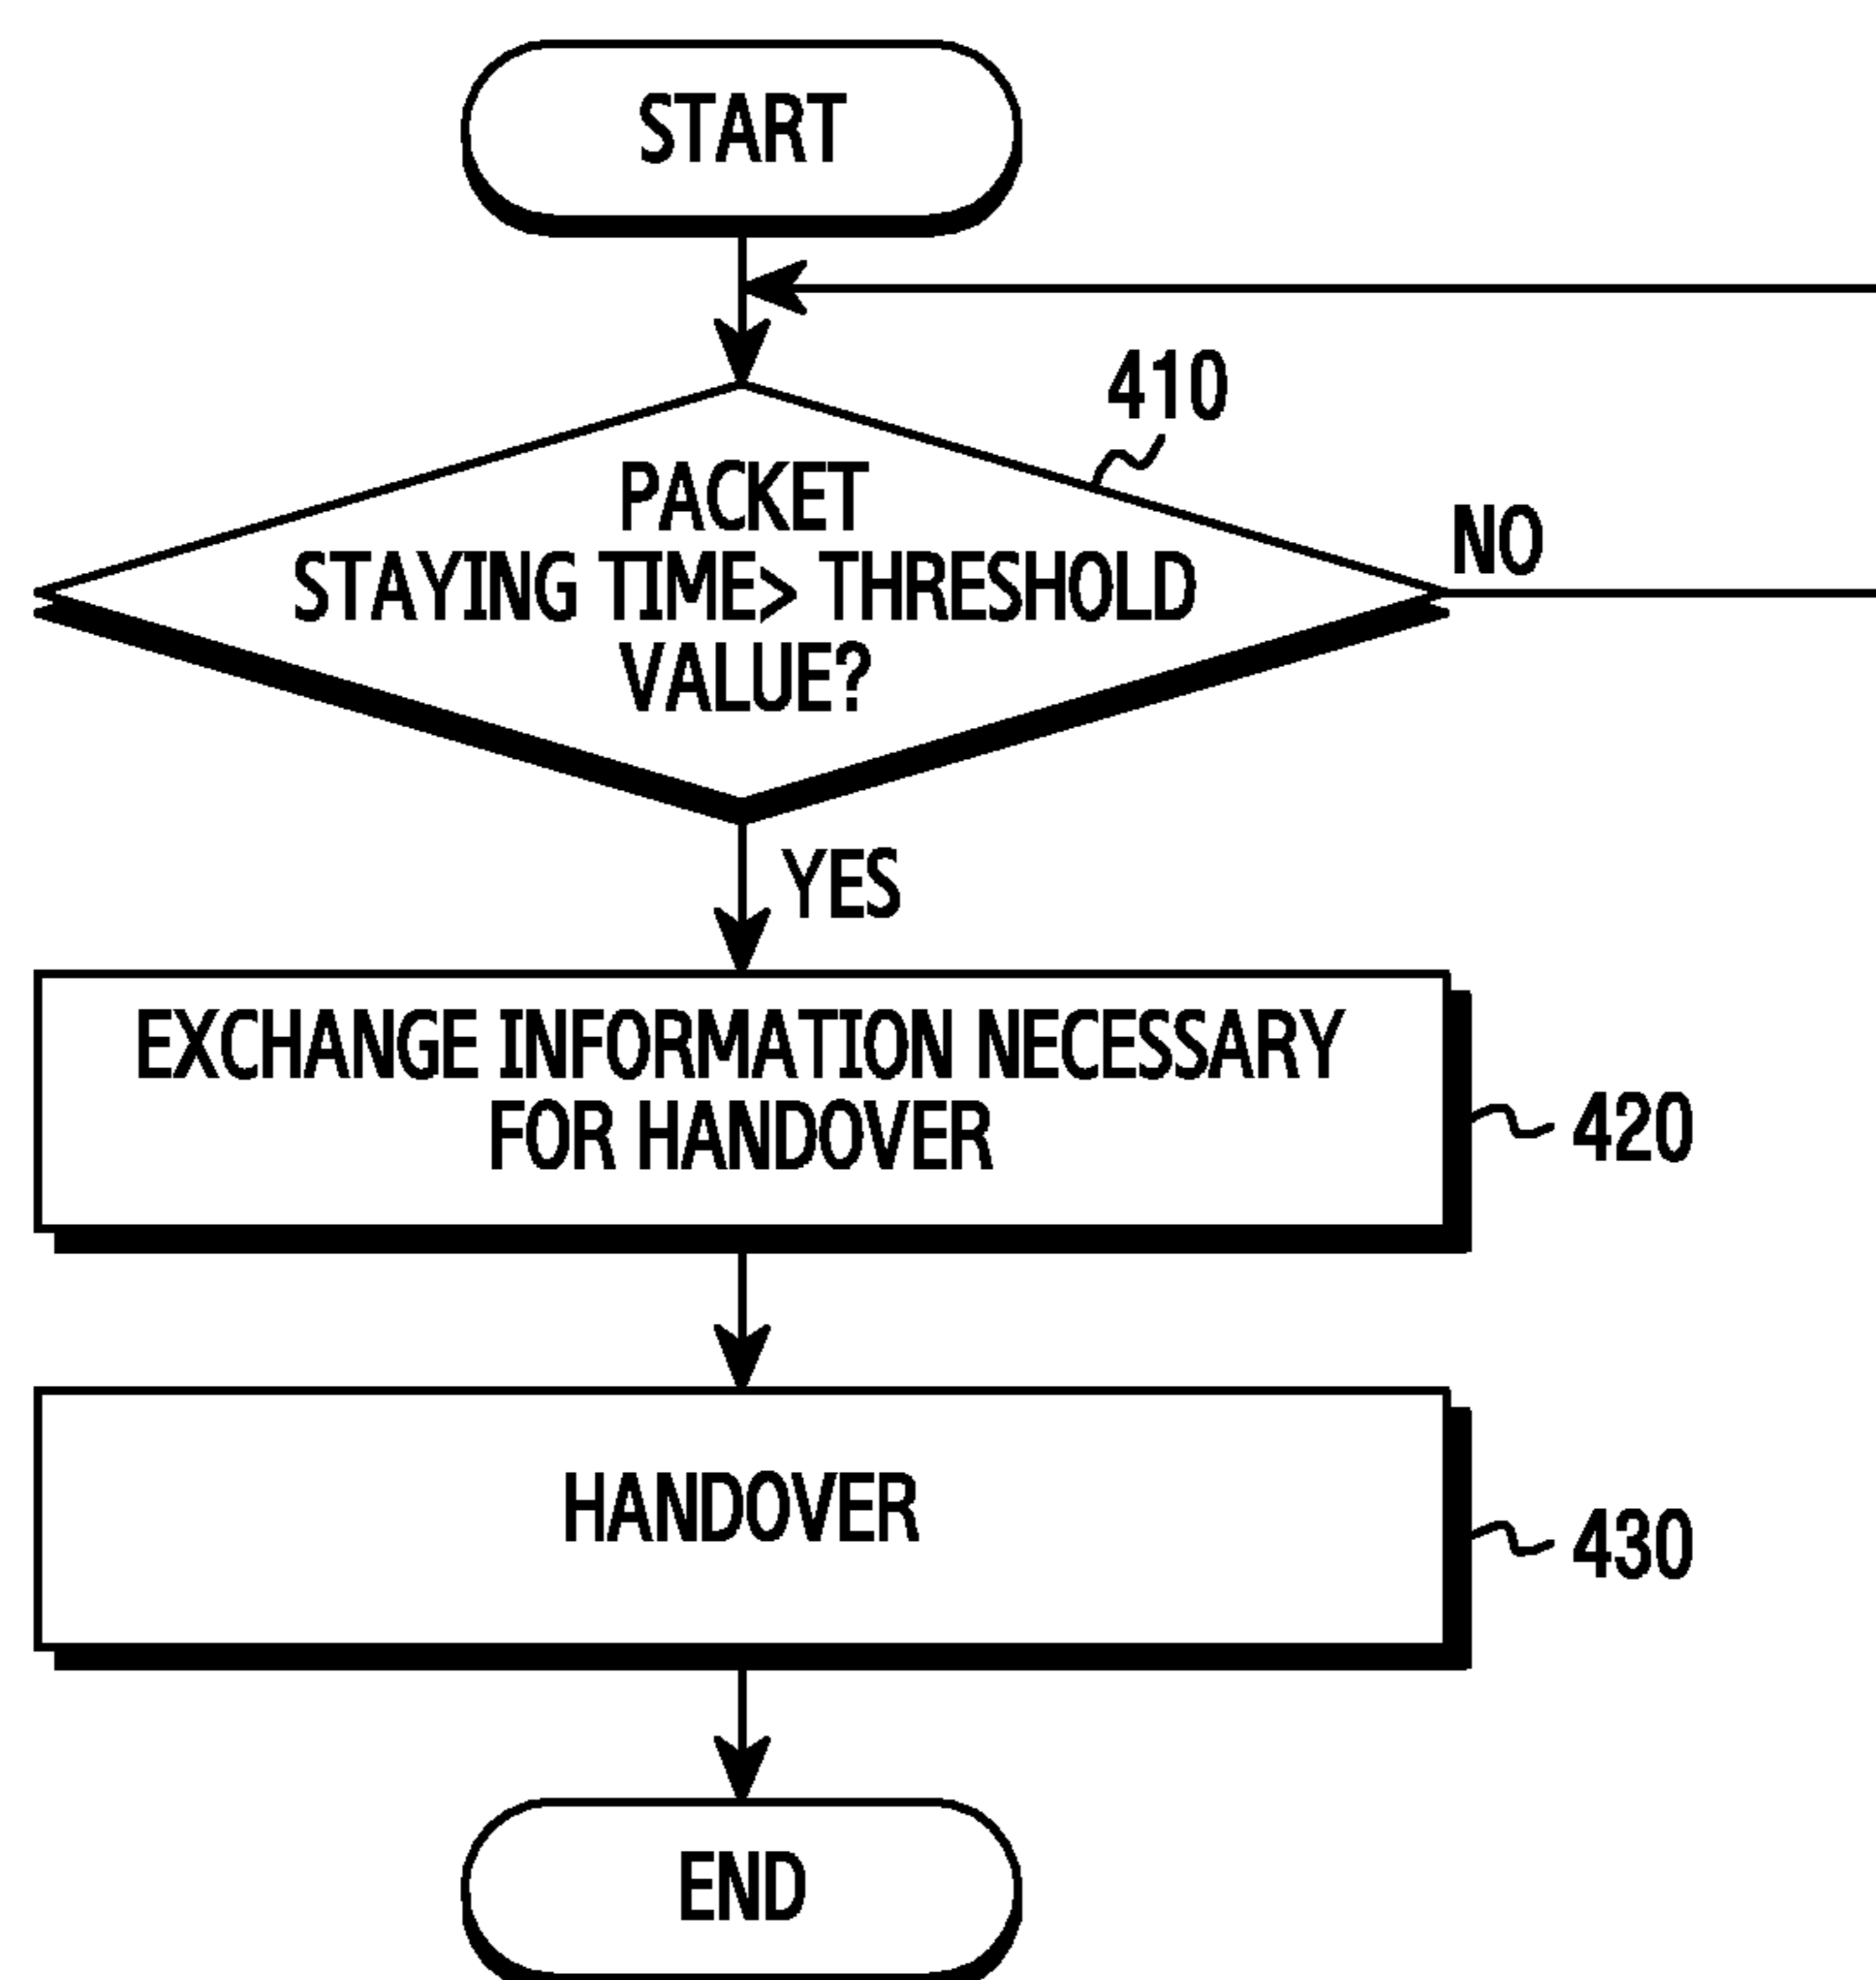 START
410
PACKET
STAYING TIME> THRESHOLD
VALUE?
NO
YES
EXCHANGE INFORMATION NECESSARY
FOR HANDOVER
420
HANDOVER
430
END